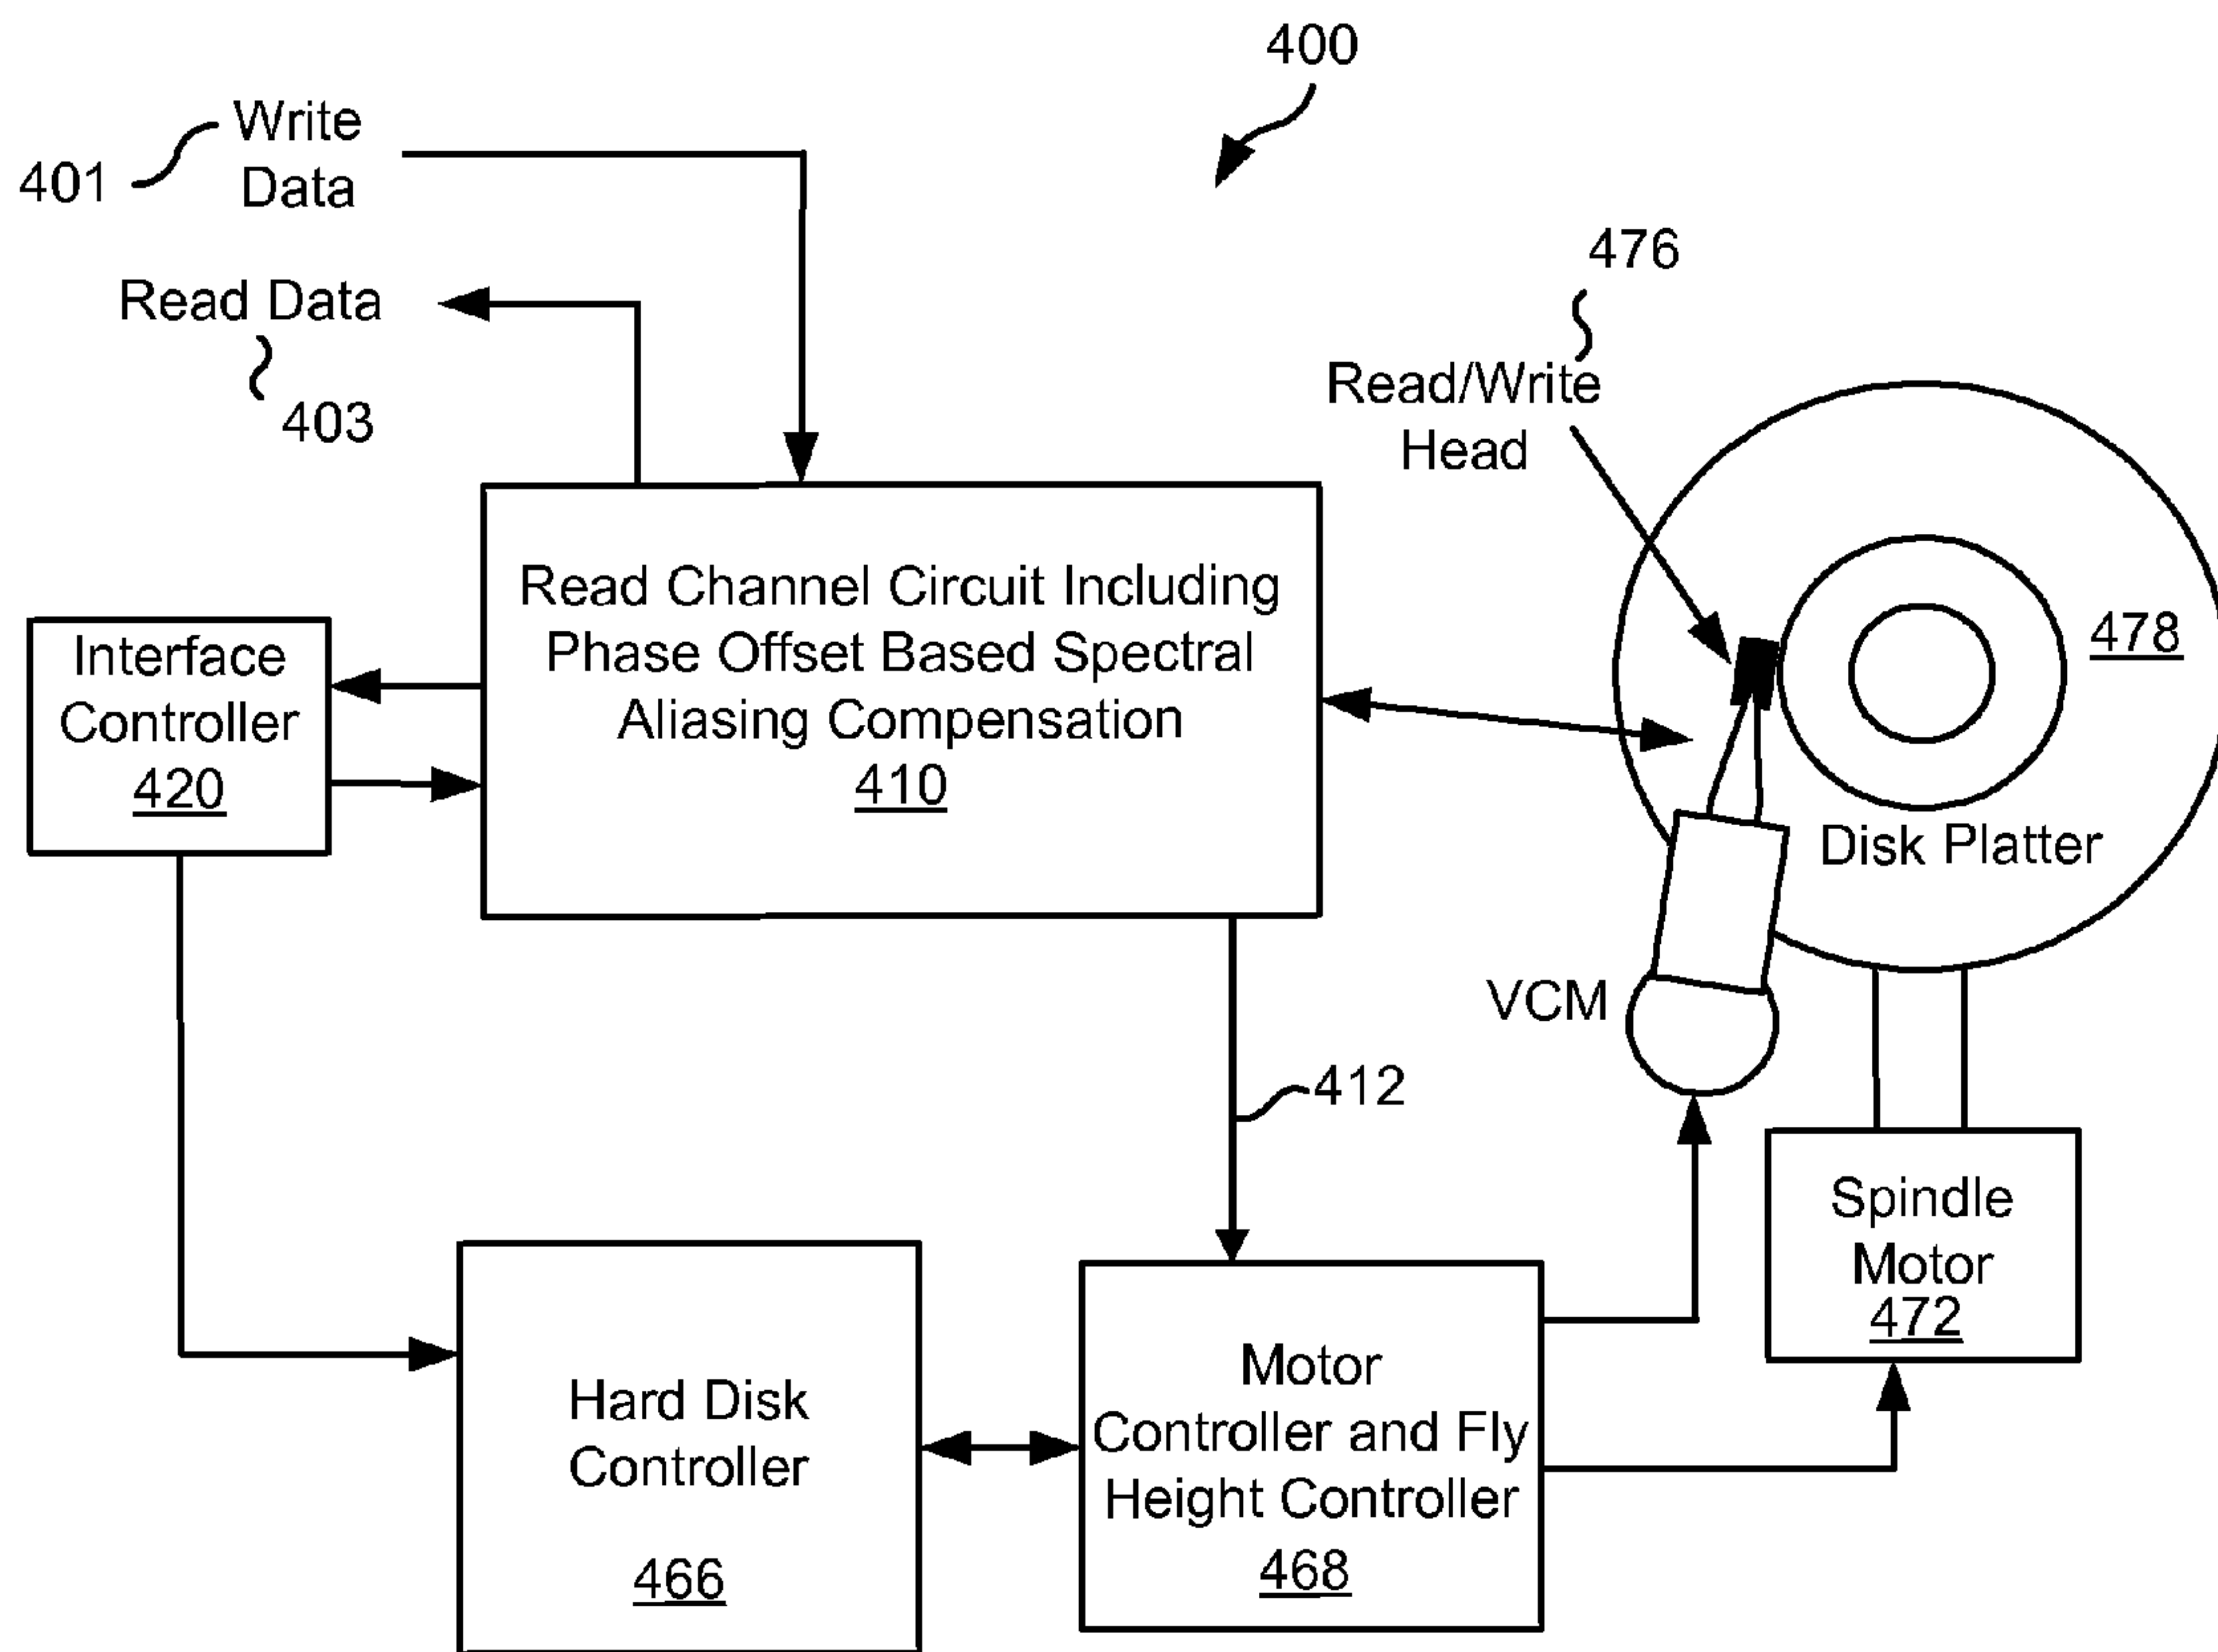 400
Write
Data
401
Read Data
403
476
Read/Write
Head
Read Channel Circuit Including
Phase Offset Based Spectral
Aliasing Compensation
410
Interface
Controller
420
478
Disk Platter
VCM
412
Spindle
Motor
472
Hard Disk
Controller
466
Motor
Controller and Fly
Height Controller
468